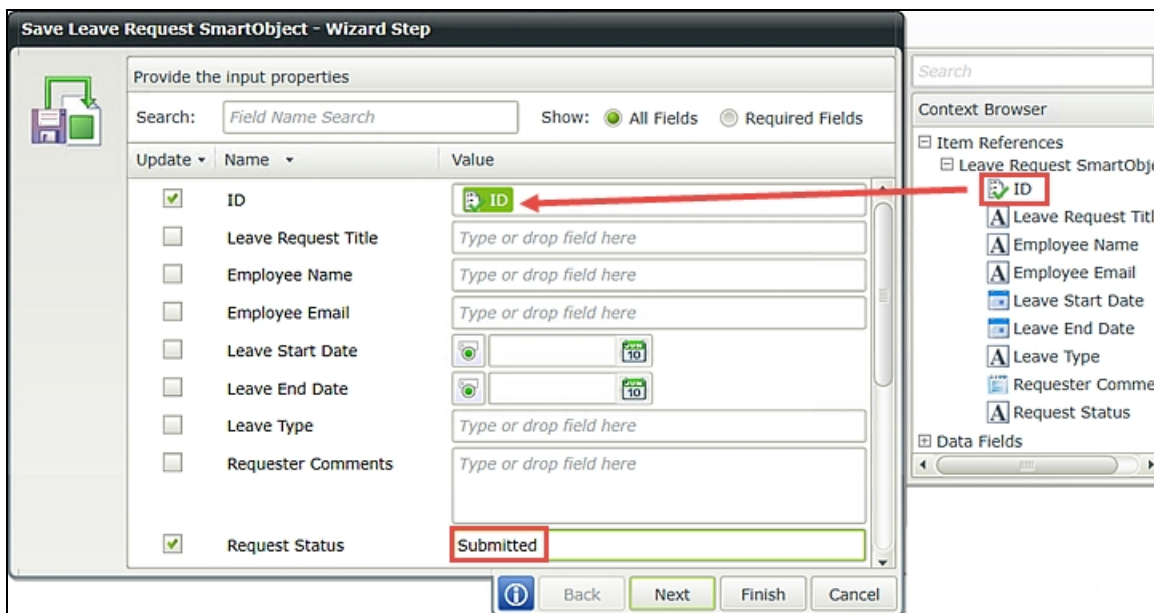 Save Leave Request SmartObject - Wizard Step
Provide the input properties
Search: Field Name Search Show: All Fields Required Fields
Update Name Value
ID ID
Leave Request Title Type or drop field here
Employee Name Type or drop field here
Employee Email Type or drop field here
Leave Start Date JUN 10
Leave End Date JUN 10
Leave Type Type or drop field here
Requester Comments Type or drop field here
Request Status Submitted
Back Next Finish Cancel
Search
Context Browser
Item References
Leave Request SmartObje
ID
Leave Request Titl
Employee Name
Employee Email
Leave Start Date
Leave End Date
Leave Type
Requester Comme
Request Status
Data Fields